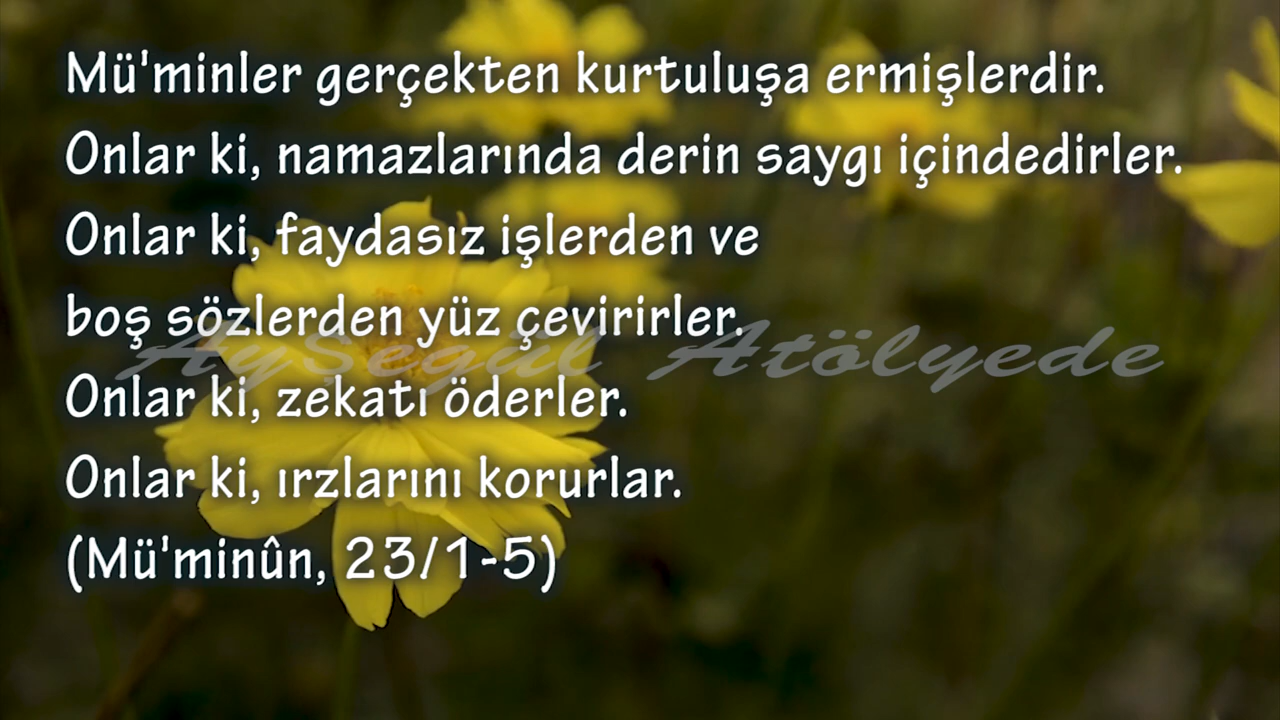 Mü'minler gerçekten kurtuluşa ermişlerdir.
Onlar ki, namazlarında derin saygı içindedirler.
Onlar ki, faydasız işlerden ve
boş sözlerden yüz çevirirler.
AySegül Atölyede
Onlar ki, zekatı öderler.
Onlar ki, ırzlarını korurlar.
(Mü'minûn, 23/1-5)